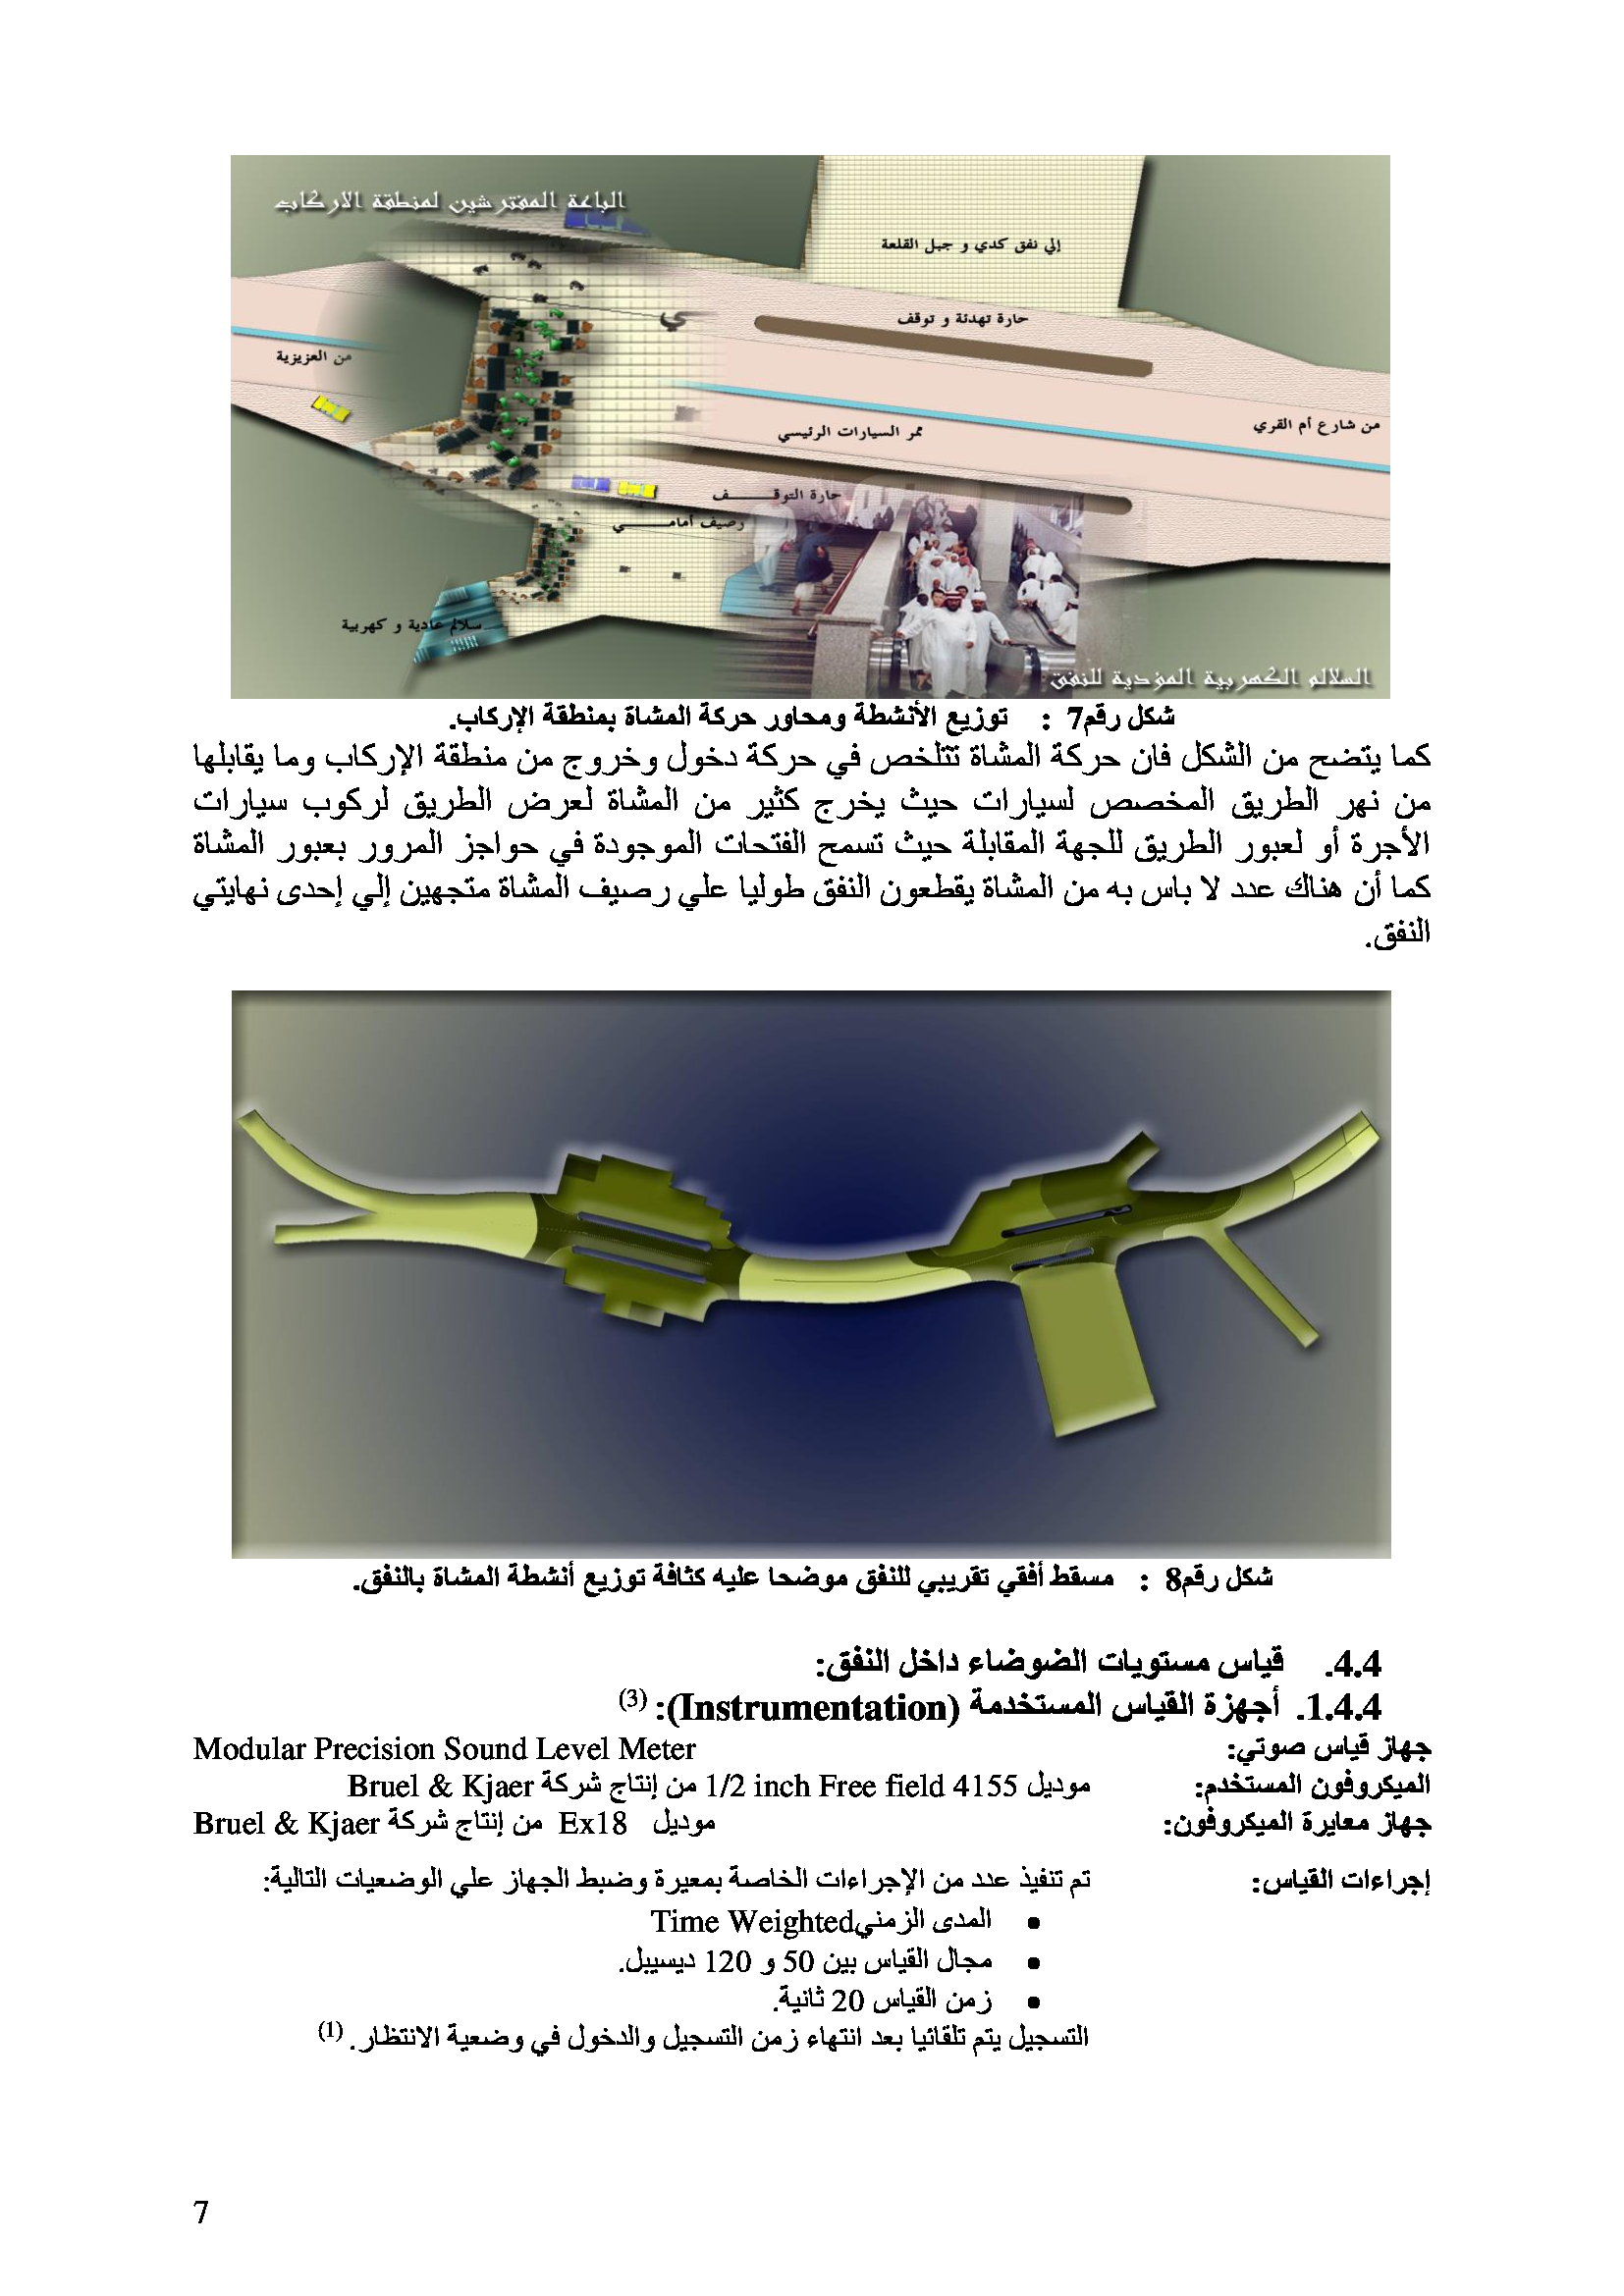 الباعة المفترشين لمنطقة الاركاب
إلي نفق كدي و جبل القلعة
حارة تهدئة و توقف
من العزيزية
من شارع أم القري
ممر السيارات الرئيسي
حارة التوقــــــف
رصيف أمامــــــي
سلالم عادية و كهربية
السلالم الكهربية المؤدية للنفق
شكل رقم7 : توزيع الأنشطة ومحاور حركة المشاة بمنطقة الإركاب.
كما يتضح من الشكل فان حركة المشاة تتلخص في حركة دخول وخروج من منطقة الإركاب وما يقابلها
من نهر الطريق المخصص لسيارات حيث يخرج كثير من المشاة لعرض الطريق لركوب سيارات
الأجرة أو لعبور الطريق للجهة المقابلة حيث تسمح الفتحات الموجودة في حواجز المرور بعبور المشاة
كما أن هناك عدد لا باس به من المشاة يقطعون النفق طوليا علي رصيف المشاة متجهين إلي إحدى نهايتي
النفق.
شكل رقم8 : مسقط أفقي تقريبي للنفق موضحا عليه كثافة توزيع أنشطة المشاة بالنفق.
4.4. قياس مستويات الضوضاء داخل النفق:
1.4.4. أجهزة القياس المستخدمة (Instrumentation): (3)
جهاز قياس صوتي: Modular Precision Sound Level Meter
الميكروفون المستخدم: موديل 4155 1/2 inch Free field من إنتاج شركة Bruel & Kjaer
جهاز معايرة الميكروفون: موديل Ex18 من إنتاج شركة Bruel & Kjaer
إجراءات القياس: تم تنفيذ عدد من الإجراءات الخاصة بمعيرة وضبط الجهاز علي الوضعيات التالية:
• المدى الزمنيTime Weighted
• مجال القياس بين 50 و 120 ديسيبل.
• زمن القياس 20 ثانية.
التسجيل يتم تلقائيا بعد انتهاء زمن التسجيل والدخول في وضعية الانتظار. (1)
7